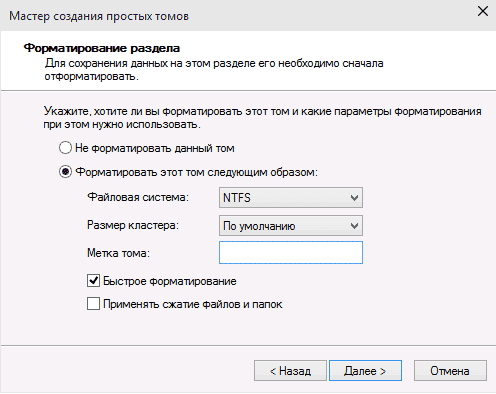 Мастер создания простых томов
Форматирование раздела
Для сохранения данных на этом разделе его необходимо сначала
отформатировать.
Укажите, хотите ли вы форматировать этот том и какие параметры форматирования
при этом нужно использовать.
Не форматировать данный том
Форматировать этот том следующим образом:
Файловая система: NTFS
Размер кластера: По умолчанию
Метка тома:
Быстрое форматирование
Применять сжатие файлов и папок
< Назад Далее > Отмена